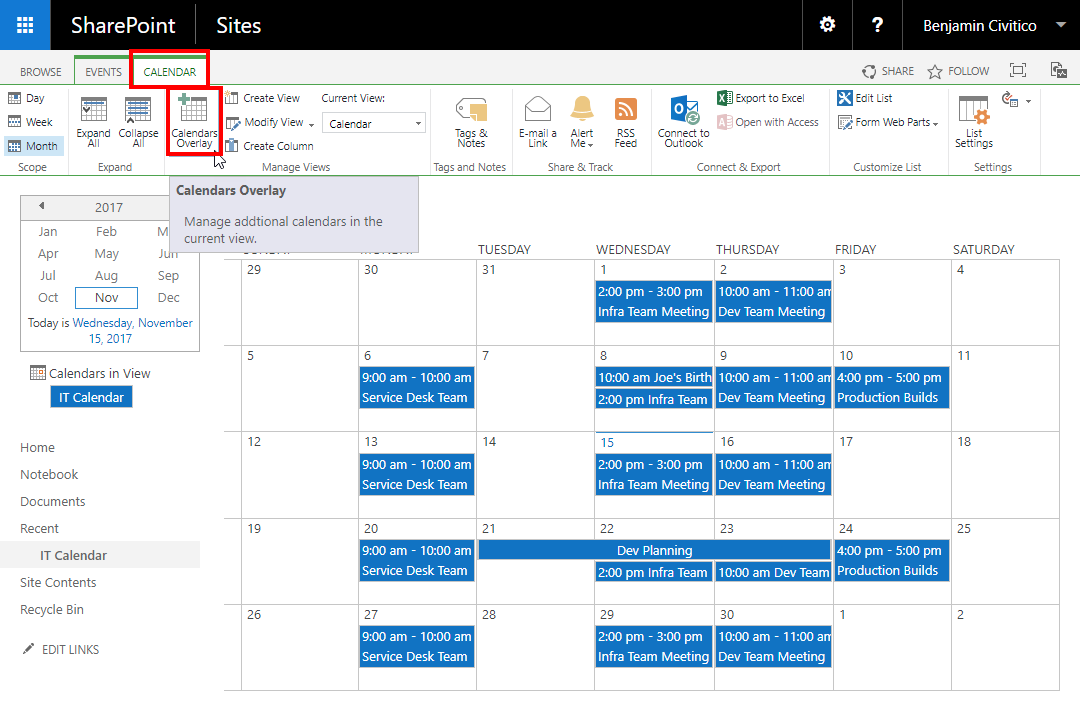 SharePoint Sites Benjamin Civitico
BROWSE EVENTS CALENDAR SHARE FOLLOW
Day
Week
Month
Scope
Expand
All
Collapse
All
Expand
Calendars
Overlay
Create View
Modify View
Create Column
Current View:
Calendar
Manage Views
Tags &
Notes
Tags and Notes
E-mail a
Link
Alert
Me
RSS
Feed
Share & Track
Connect to
Outlook
Export to Excel
Open with Access
Connect & Export
Edit List
Form Web Parts
Customize List
List
Settings
Settings
Calendars Overlay
Manage addtional calendars in the
current view.
2017
Jan Feb
Apr May Jun
Jul Aug Sep
Oct Nov Dec
Today is Wednesday, November
15, 2017
Calendars in View
IT Calendar
Home
Notebook
Documents
Recent
IT Calendar
Site Contents
Recycle Bin
EDIT LINKS
TUESDAY WEDNESDAY THURSDAY FRIDAY SATURDAY
29 30 31 1 2 3 4
2:00 pm - 3:00 pm 10:00 am - 11:00 am
Infra Team Meeting Dev Team Meeting
5 6 7 8 9 10 11
9:00 am - 10:00 am 10:00 am Joe's Birth 10:00 am - 11:00 am 4:00 pm - 5:00 pm
Service Desk Team 2:00 pm Infra Team Dev Team Meeting Production Builds
12 13 14 15 16 17 18
9:00 am - 10:00 am 2:00 pm - 3:00 pm 10:00 am - 11:00 am
Service Desk Team Infra Team Meeting Dev Team Meeting
19 20 21 22 23 24 25
9:00 am - 10:00 am Dev Planning 4:00 pm - 5:00 pm
Service Desk Team 2:00 pm Infra Team 10:00 am Dev Team Production Builds
26 27 28 29 30 1 2
9:00 am - 10:00 am 2:00 pm - 3:00 pm 10:00 am - 11:00 am
Service Desk Team Infra Team Meeting Dev Team Meeting